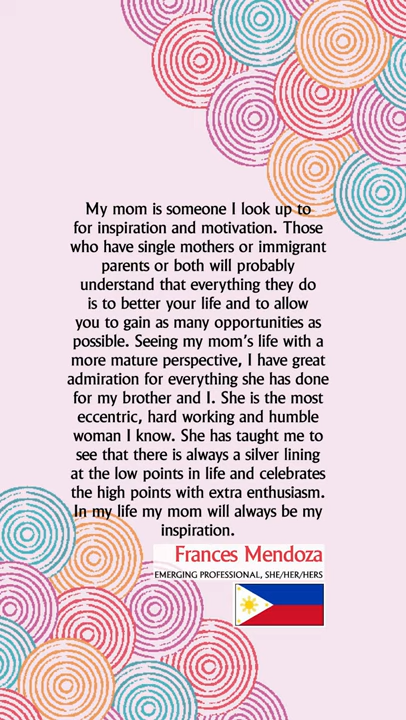 My mom is someone I look up to
for inspiration and motivation. Those
who have single mothers or immigrant
parents or both will probably
understand that everything they do
is to better your life and to allow
you to gain as many opportunities as
possible. Seeing my mom's life with a
more mature perspective, I have great
admiration for everything she has done
for my brother and I. She is the most
eccentric, hard working and humble
woman I know. She has taught me to
see that there is always a silver lining
at the low points in life and celebrates
the high points with extra enthusiasm.
In my life my mom will always be my
inspiration.
Frances Mendoza
EMERGING PROFESSIONAL, SHE/HER/HERS